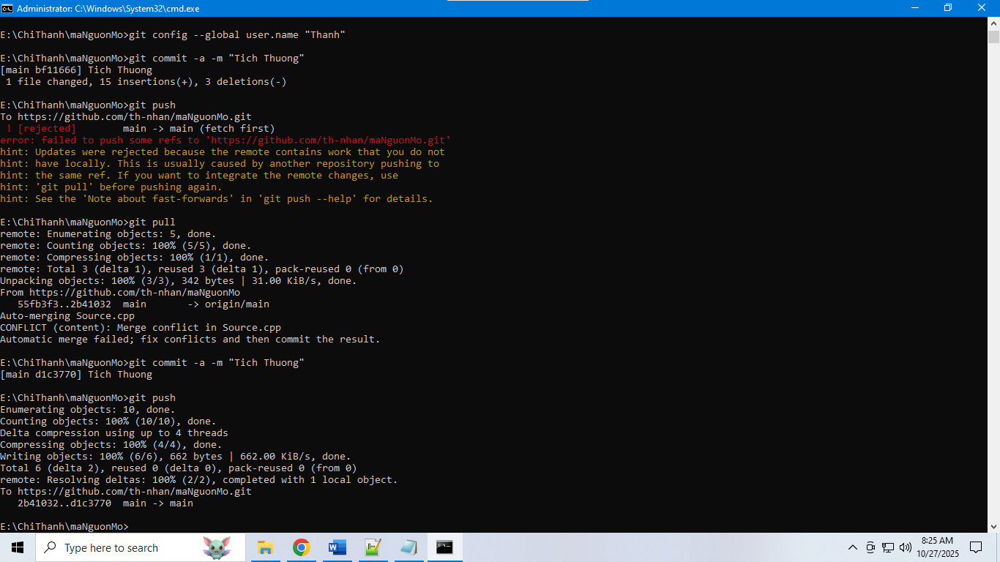 Administrator: C:\Windows\System32\cmd.exe
E:\ChiThanh\maNguonMo>git config --global user.name "Thanh"
E:\ChiThanh\maNguonMo>git commit -a -m "Tich Thuong"
[main bf11666] Tich Thuong
 1 file changed, 15 insertions(+), 3 deletions(-)
E:\ChiThanh\maNguonMo>git push
To https://github.com/th-nhan/maNguonMo.git
 ! [rejected]        main -> main (fetch first)
error: failed to push some refs to 'https://github.com/th-nhan/maNguonMo.git'
hint: Updates were rejected because the remote contains work that you do not
hint: have locally. This is usually caused by another repository pushing to
hint: the same ref. If you want to integrate the remote changes, use
hint: 'git pull' before pushing again.
hint: See the 'Note about fast-forwards' in 'git push --help' for details.
E:\ChiThanh\maNguonMo>git pull
remote: Enumerating objects: 5, done.
remote: Counting objects: 100% (5/5), done.
remote: Compressing objects: 100% (1/1), done.
remote: Total 3 (delta 1), reused 3 (delta 1), pack-reused 0 (from 0)
Unpacking objects: 100% (3/3), 342 bytes | 31.00 KiB/s, done.
From https://github.com/th-nhan/maNguonMo
   55fb3f3..2b41032  main       -> origin/main
Auto-merging Source.cpp
CONFLICT (content): Merge conflict in Source.cpp
Automatic merge failed; fix conflicts and then commit the result.
E:\ChiThanh\maNguonMo>git commit -a -m "Tich Thuong"
[main d1c3770] Tich Thuong
E:\ChiThanh\maNguonMo>git push
Enumerating objects: 10, done.
Counting objects: 100% (10/10), done.
Delta compression using up to 4 threads
Compressing objects: 100% (4/4), done.
Writing objects: 100% (6/6), 662 bytes | 662.00 KiB/s, done.
Total 6 (delta 2), reused 0 (delta 0), pack-reused 0 (from 0)
remote: Resolving deltas: 100% (2/2), completed with 1 local object.
To https://github.com/th-nhan/maNguonMo.git
   2b41032..d1c3770  main -> main
E:\ChiThanh\maNguonMo>
Type here to search
8:25 AM
10/27/2025